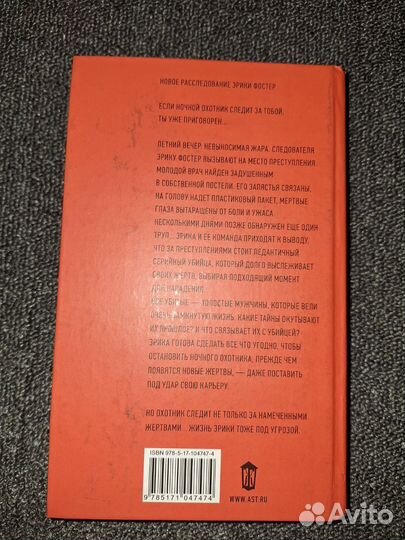 НОВОЕ РАССЛЕДОВАНИЕ ЭРИКИ ФОСТЕР
ЕСЛИ НОЧНОЙ ОХОТНИК СЛЕДИТ ЗА ТОБОЙ,
ТЫ УЖЕ ПРИГОВОРЕН...
ЛЕТНИЙ ВЕЧЕР. НЕВЫНОСИМАЯ ЖАРА. СЛЕДОВАТЕЛЯ
ЭРИКУ ФОСТЕР ВЫЗЫВАЮТ НА МЕСТО ПРЕСТУПЛЕНИЯ.
МОЛОДОЙ ВРАЧ НАЙДЕН ЗАДУШЕННЫМ
В СОБСТВЕННОЙ ПОСТЕЛИ. ЕГО ЗАПЯСТЬЯ СВЯЗАНЫ,
НА ГОЛОВУ НАДЕТ ПЛАСТИКОВЫЙ ПАКЕТ, МЕРТВЫЕ
ГЛАЗА ВЫТАРАЩЕНЫ ОТ БОЛИ И УЖАСА.
НЕСКОЛЬКИМИ ДНЯМИ ПОЗЖЕ ОБНАРУЖЕН ЕЩЕ ОДИН
ТРУП... ЭРИКА И ЕЕ КОМАНДА ПРИХОДЯТ К ВЫВОДУ,
ЧТО ЗА ПРЕСТУПЛЕНИЯМИ СТОИТ ПЕДАНТИЧНЫЙ
СЕРИЙНЫЙ УБИЙЦА, КОТОРЫЙ ДОЛГО ВЫСЛЕЖИВАЕТ
СВОИХ ЖЕРТВ, ВЫБИРАЯ ПОДХОДЯЩИЙ МОМЕНТ
ДЛЯ НАПАДЕНИЯ.
ВСЕ УБИТЫЕ — ХОЛОСТЫЕ МУЖЧИНЫ, КОТОРЫЕ ВЕЛИ
ОЧЕНЬ ЗАМКНУТУЮ ЖИЗНЬ. КАКИЕ ТАЙНЫ ОКУТЫВАЮТ
ИХ ПРОШЛОЕ? И ЧТО СВЯЗЫВАЕТ ИХ С УБИЙЦЕЙ?
ЭРИКА ГОТОВА СДЕЛАТЬ ВСЕ ЧТО УГОДНО, ЧТОБЫ
ОСТАНОВИТЬ НОЧНОГО ОХОТНИКА, ПРЕЖДЕ ЧЕМ
ПОЯВЯТСЯ НОВЫЕ ЖЕРТВЫ, — ДАЖЕ ПОСТАВИТЬ
ПОД УДАР СВОЮ КАРЬЕРУ.
НО ОХОТНИК СЛЕДИТ НЕ ТОЛЬКО ЗА НАМЕЧЕННЫМИ
ЖЕРТВАМИ... ЖИЗНЬ ЭРИКИ ТОЖЕ ПОД УГРОЗОЙ.
ISBN 978-5-17-104747-4
9 785171 047474
WWW.AST.RU
Avito